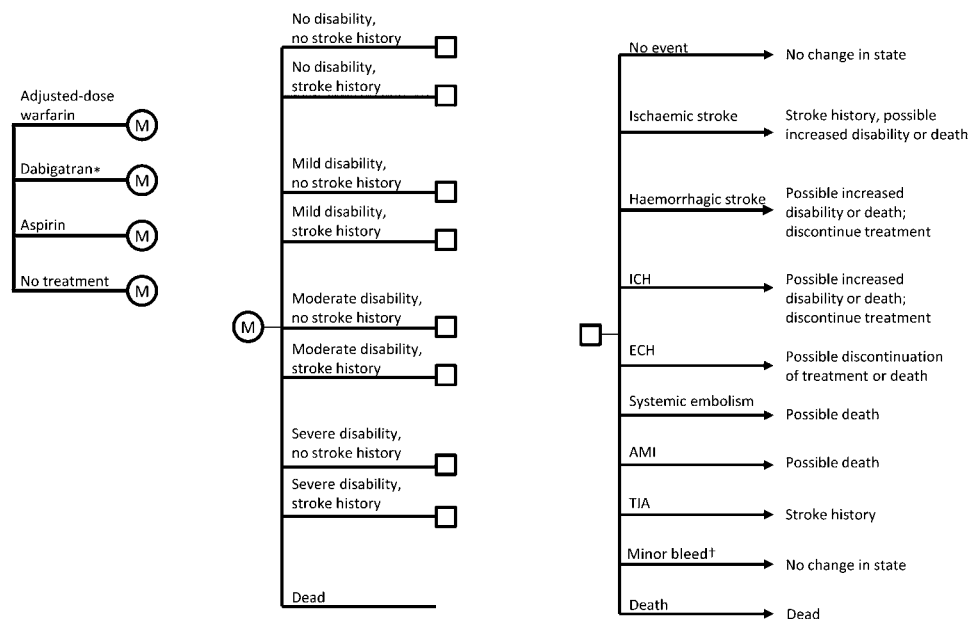 Adjusted-dose
warfarin
M
Dabigatran*
M
Aspirin
M
No treatment
M
M
No disability,
no stroke history
No disability,
stroke history
Mild disability,
no stroke history
Mild disability,
stroke history
Moderate disability,
no stroke history
Moderate disability,
stroke history
Severe disability,
no stroke history
Severe disability,
stroke history
Dead
No event
No change in state
Ischaemic stroke
Stroke history, possible
increased disability or death
Haemorrhagic stroke
Possible increased
disability or death;
discontinue treatment
ICH
Possible increased
disability or death;
discontinue treatment
ECH
Possible discontinuation
of treatment or death
Systemic embolism
Possible death
AMI
Possible death
TIA
Stroke history
Minor bleed†
No change in state
Death
Dead